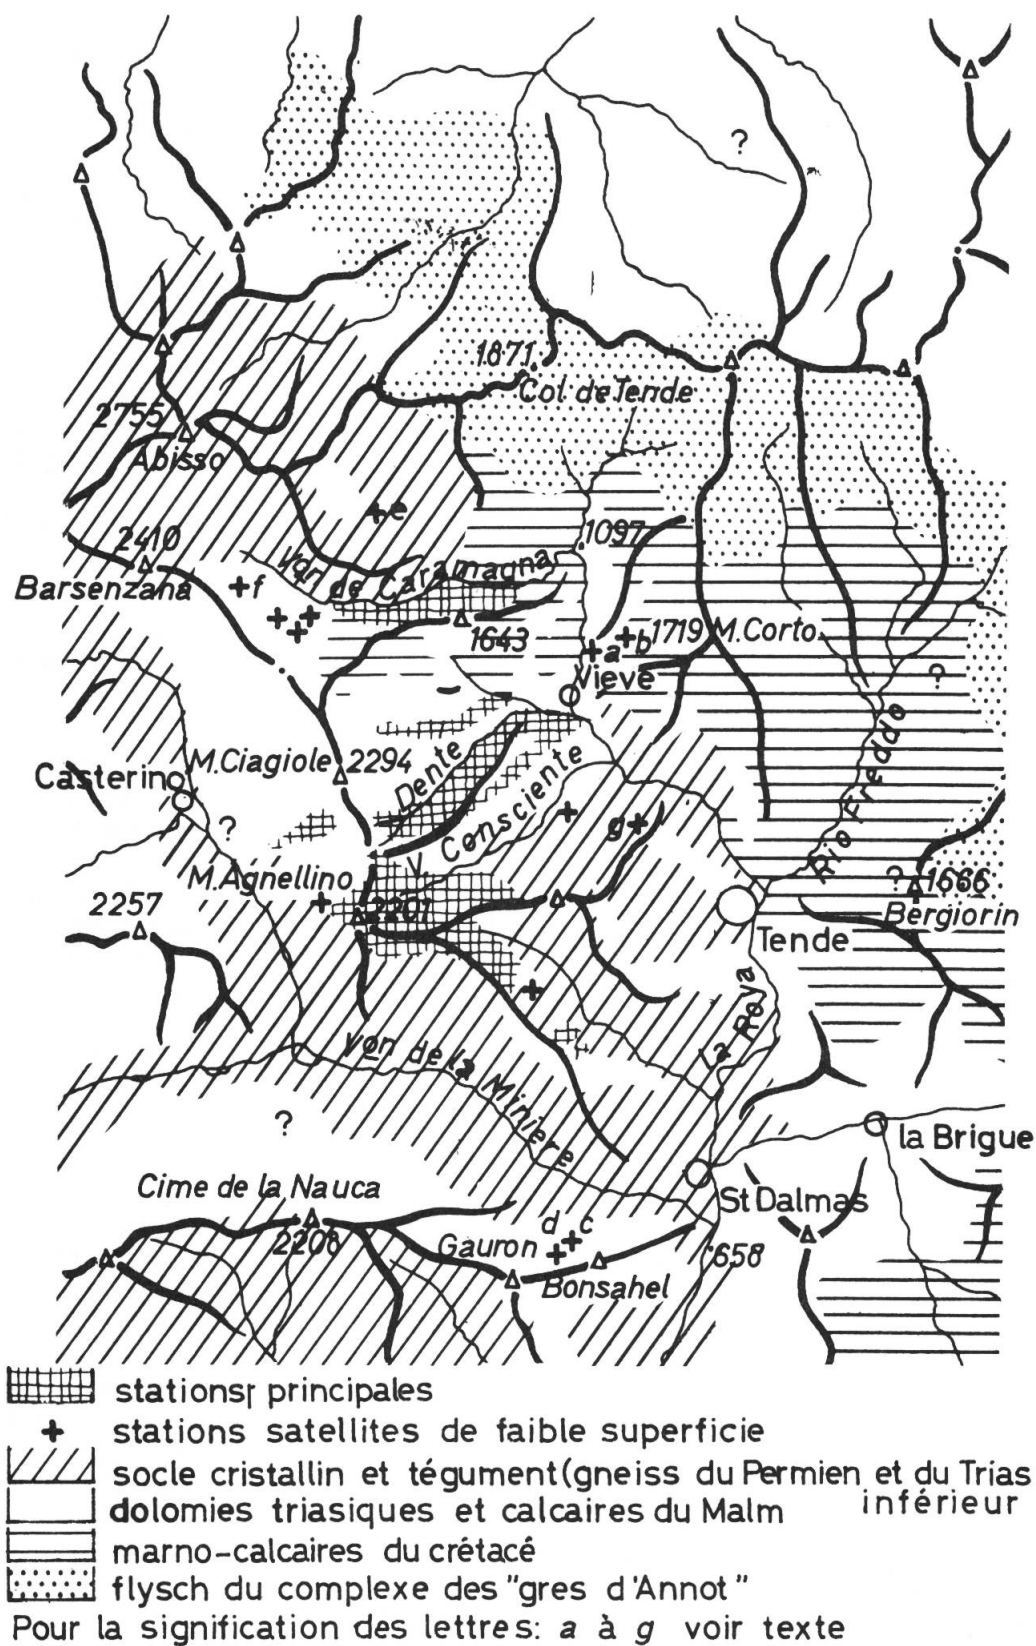 ?
1871
Col de Tende
2755
Abisso
e
2410
Barsenzana
f
Von de Caramagna
1097
1643
a b
1719 M. Corto.
Vieve
?
M. Ciagiole 2294
Casterino
Dente
V. Consciente
g
Rio Freddo
?
M. Agnellino
2201
2257
? 1666
Bergiorin
Tende
La Roya
Von de la Miniere
?
la Brigue
Cime de la Nauca
2208
St Dalmas
d c
Gauron
658
Bonsahel
stations principales
+ stations satellites de faible superficie
socle cristallin et tégument (gneiss du Permien et du Trias
inférieur
dolomies triasiques et calcaires du Malm
marno-calcaires du crétacé
flysch du complexe des "gres d'Annot"
Pour la signification des lettres: a à g voir texte